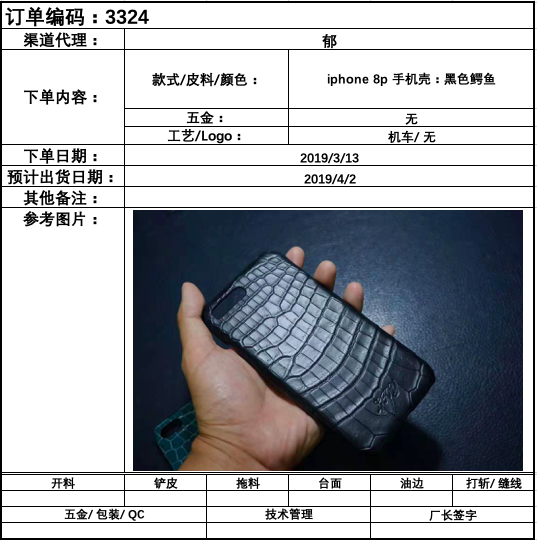 订单编码：3324
渠道代理： 郁
下单内容： 款式/皮料/颜色： iphone 8p 手机壳：黑色鳄鱼
五金： 无
工艺/Logo： 机车/ 无
下单日期： 2019/3/13
预计出货日期： 2019/4/2
其他备注：
参考图片：
开料 铲皮 拖料 台面 油边 打斩/ 缝线
五金/ 包装/ QC 技术管理 厂长签字